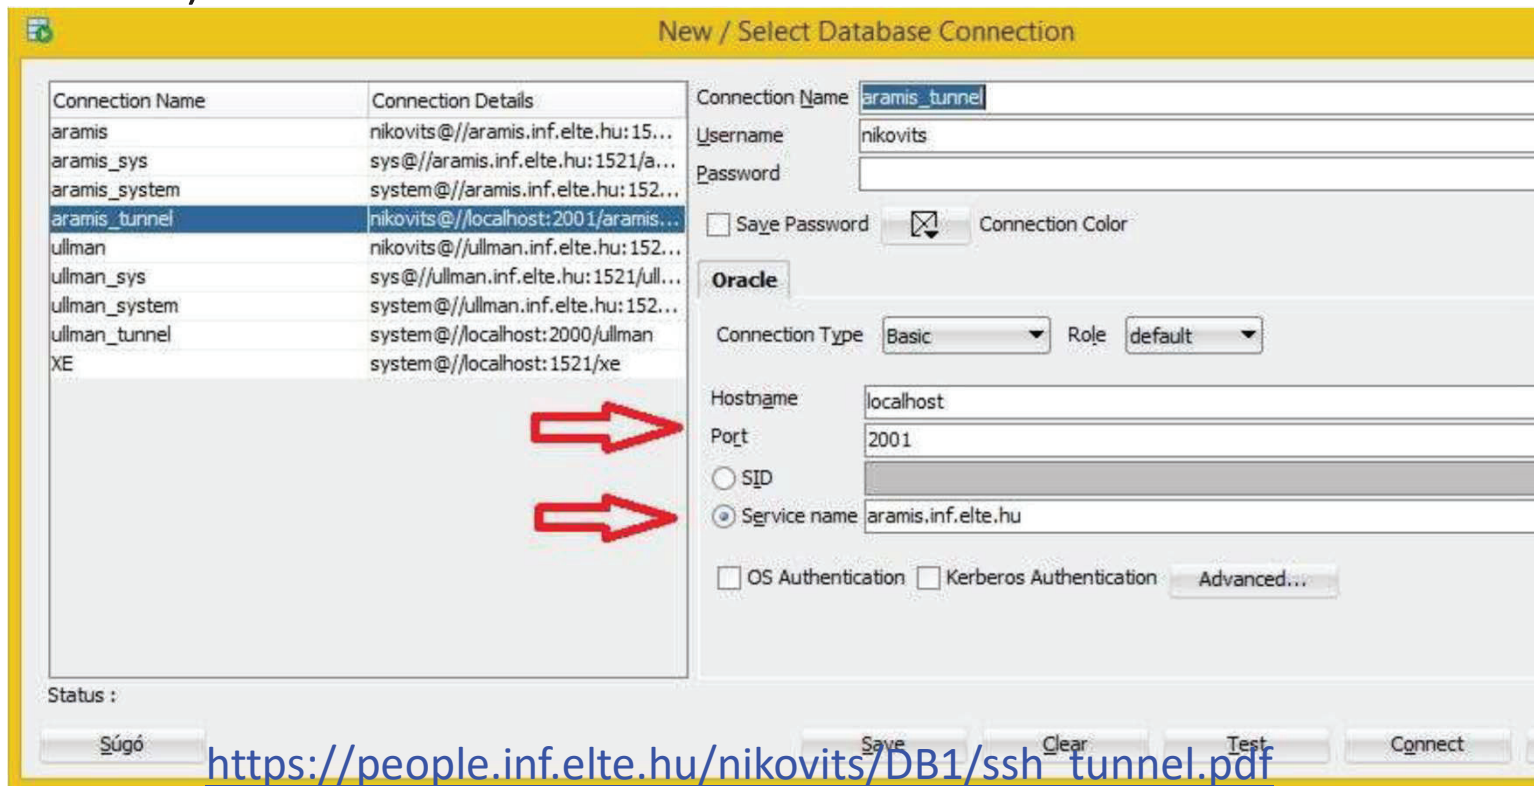 New / Select Database Connection
Connection Name Connection Details
aramis nikovits@//aramis.inf.elte.hu:15...
aramis_sys sys@//aramis.inf.elte.hu:1521/a...
aramis_system system@//aramis.inf.elte.hu:152...
aramis_tunnel nikovits@//localhost:2001/aramis...
ullman nikovits@//ullman.inf.elte.hu:152...
ullman_sys sys@//ullman.inf.elte.hu:1521/ull...
ullman_system system@//ullman.inf.elte.hu:152...
ullman_tunnel system@//localhost:2000/ullman
XE system@//localhost:1521/xe
Connection Name aramis_tunnel
Username nikovits
Password
Save Password Connection Color
Oracle
Connection Type Basic Role default
Hostname localhost
Port 2001
SID
Service name aramis.inf.elte.hu
OS Authentication Kerberos Authentication Advanced...
Status :
Súgó Save Clear Test Connect
https://people.inf.elte.hu/nikovits/DB1/ssh_tunnel.pdf